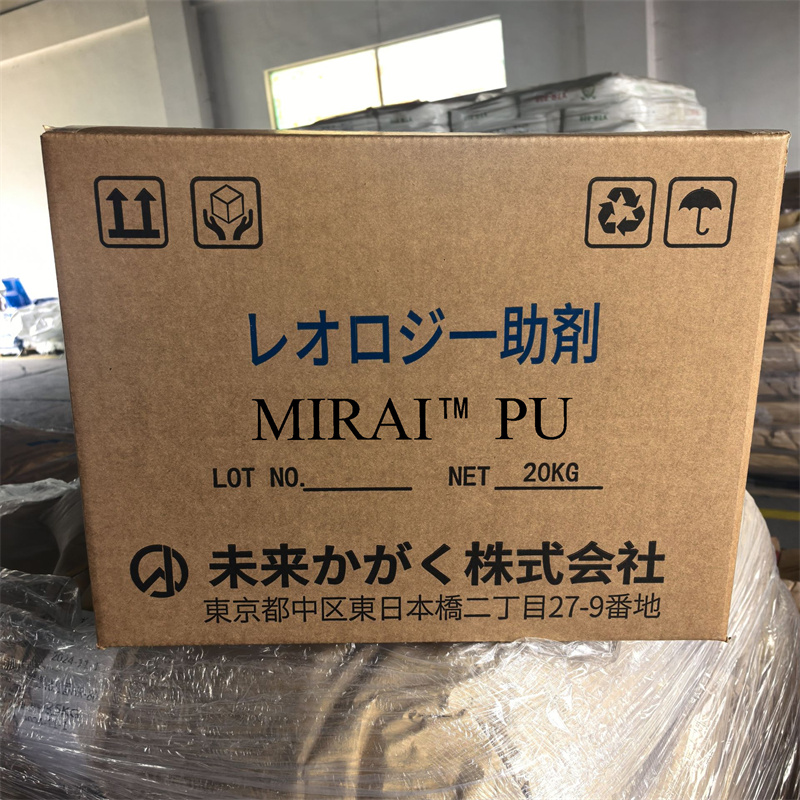 レオロジー助剤
MIRAI™ PU
LOT NO.________ NET 20KG
未来かがく株式会社
東京都中区東日本橋二丁目27-9番地